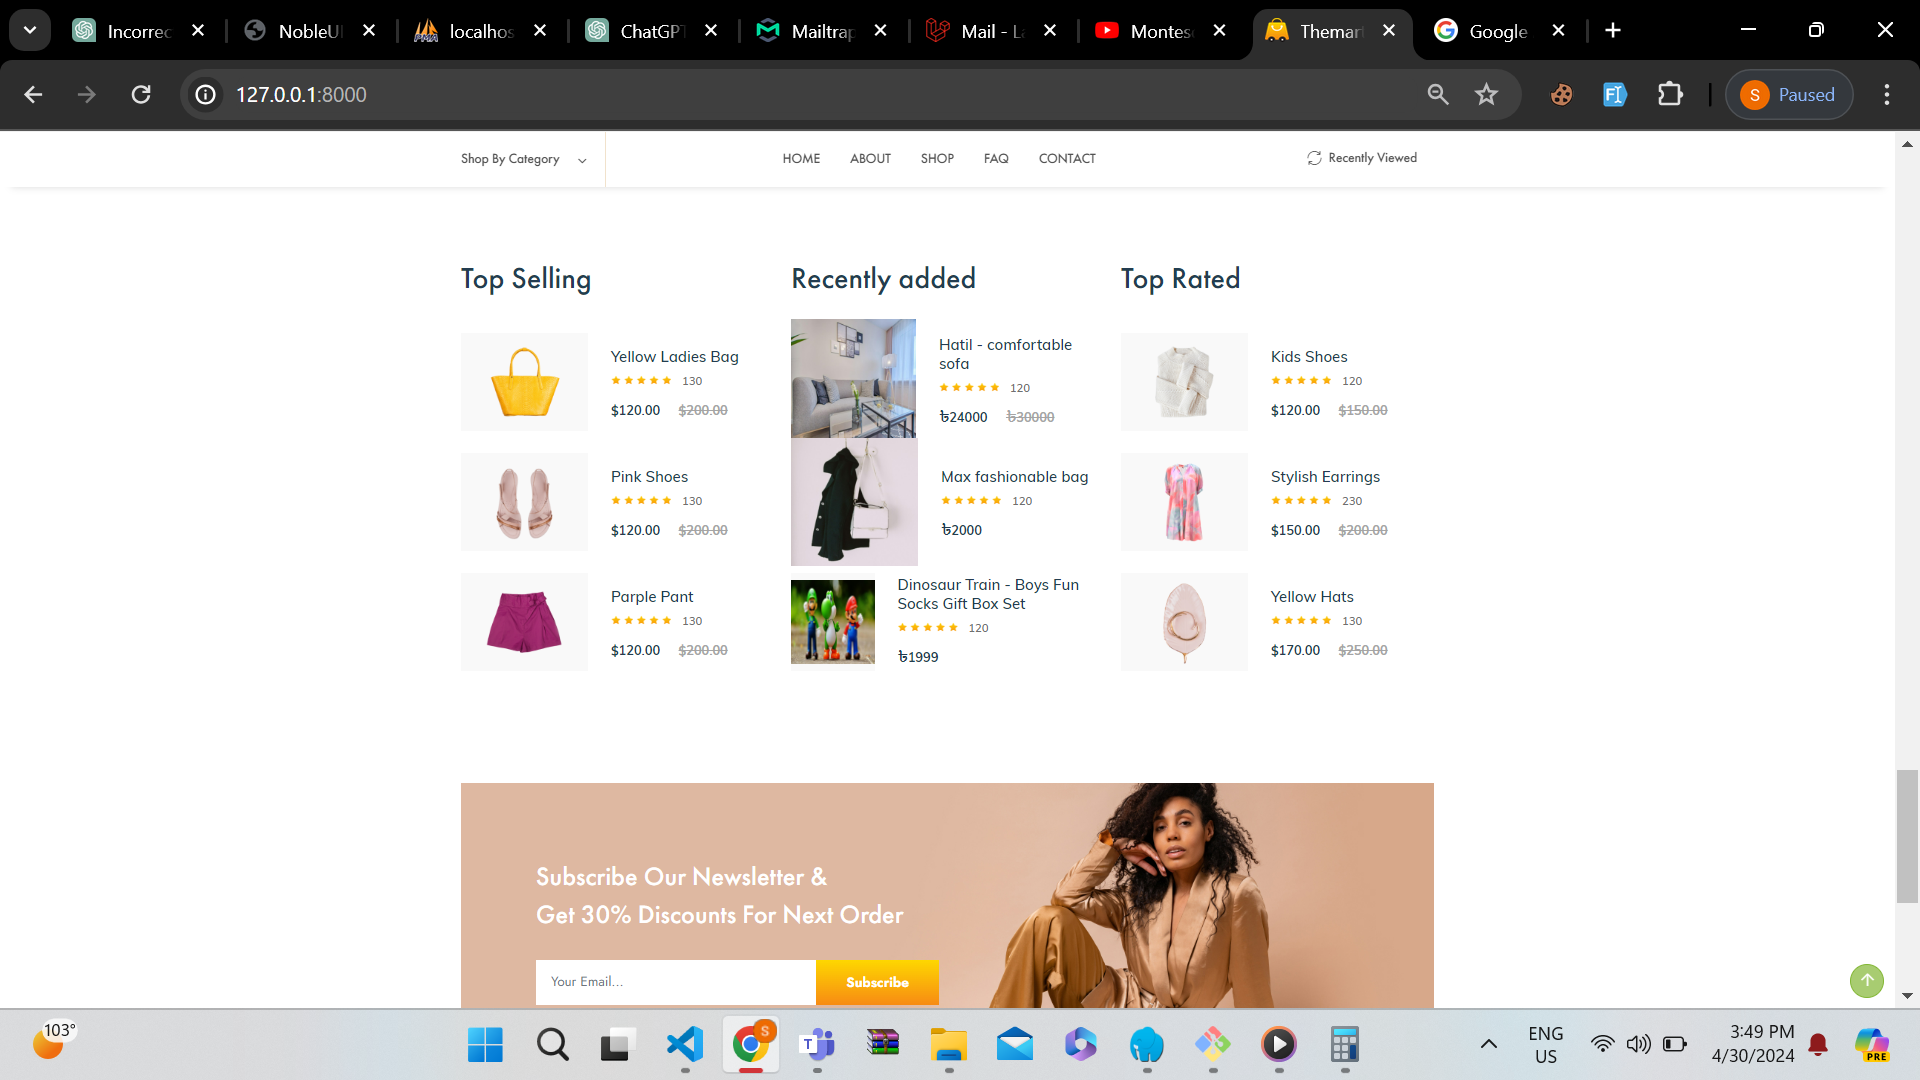 Incorrec
NobleUI
localhos
ChatGPT
Mailtrap
Mail - La
Montes
Themart
Google
127.0.0.1:8000
S
Paused
Shop By Category
HOME
ABOUT
SHOP
FAQ
CONTACT
Recently Viewed
Top Selling
Yellow Ladies Bag
130
$120.00 $200.00
Pink Shoes
130
$120.00 $200.00
Parple Pant
130
$120.00 $200.00
Recently added
Hatil - comfortable
sofa
120
৳24000 ৳30000
Max fashionable bag
120
৳2000
Dinosaur Train - Boys Fun
Socks Gift Box Set
120
৳1999
Top Rated
Kids Shoes
120
$120.00 $150.00
Stylish Earrings
230
$150.00 $200.00
Yellow Hats
130
$170.00 $250.00
Subscribe Our Newsletter &
Get 30% Discounts For Next Order
Your Email...
Subscribe
103°
S
T
ENG
US
3:49 PM
4/30/2024
PRE